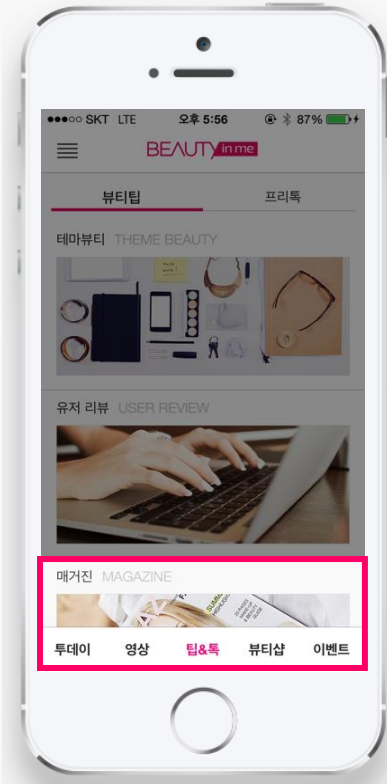 SKT LTE 오후 5:56 87%
BEAUTY in me
뷰티팁 프리톡
테마뷰티 THEME BEAUTY
유저 리뷰 USER REVIEW
매거진 MAGAZINE
투데이 영상 팁&톡 뷰티샵 이벤트